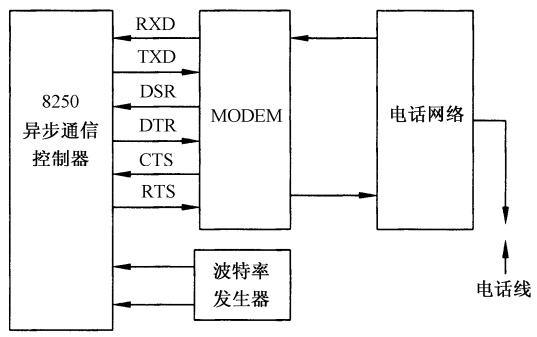 8250
异步通信
控制器
RXD
TXD
DSR
DTR
CTS
RTS
MODEM
电话网络
波特率
发生器
电话线